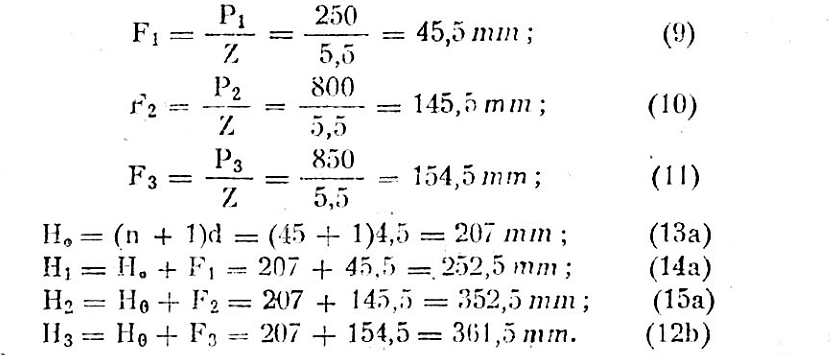 F₁ = P₁/Z = 250/5,5 = 45,5 mm ; (9)
F₂ = P₂/Z = 800/5,5 = 145,5 mm ; (10)
F₃ = P₃/Z = 850/5,5 = 154,5 mm ; (11)
H₀ = (n + 1)d = (45 + 1)4,5 = 207 mm ; (13a)
H₁ = H₀ + F₁ = 207 + 45,5 = 252,5 mm ; (14a)
H₂ = H₀ + F₂ = 207 + 145,5 = 352,5 mm ; (15a)
H₃ = H₀ + F₃ = 207 + 154,5 = 361,5 mm. (12b)